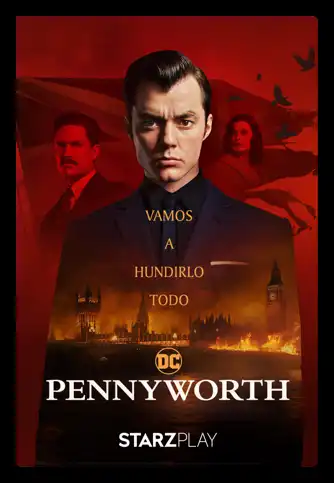 VAMOS
A
HUNDIRLO
TODO
DC
PENNYWORTH
STARZPLAY